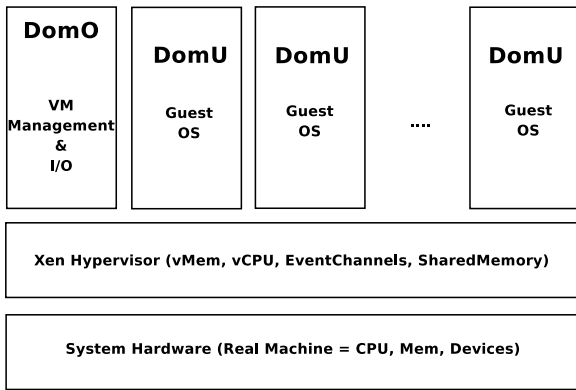 DomO
VM
Management
&
I/O
DomU
Guest
OS
DomU
Guest
OS
....
DomU
Guest
OS
Xen Hypervisor (vMem, vCPU, EventChannels, SharedMemory)
System Hardware (Real Machine = CPU, Mem, Devices)